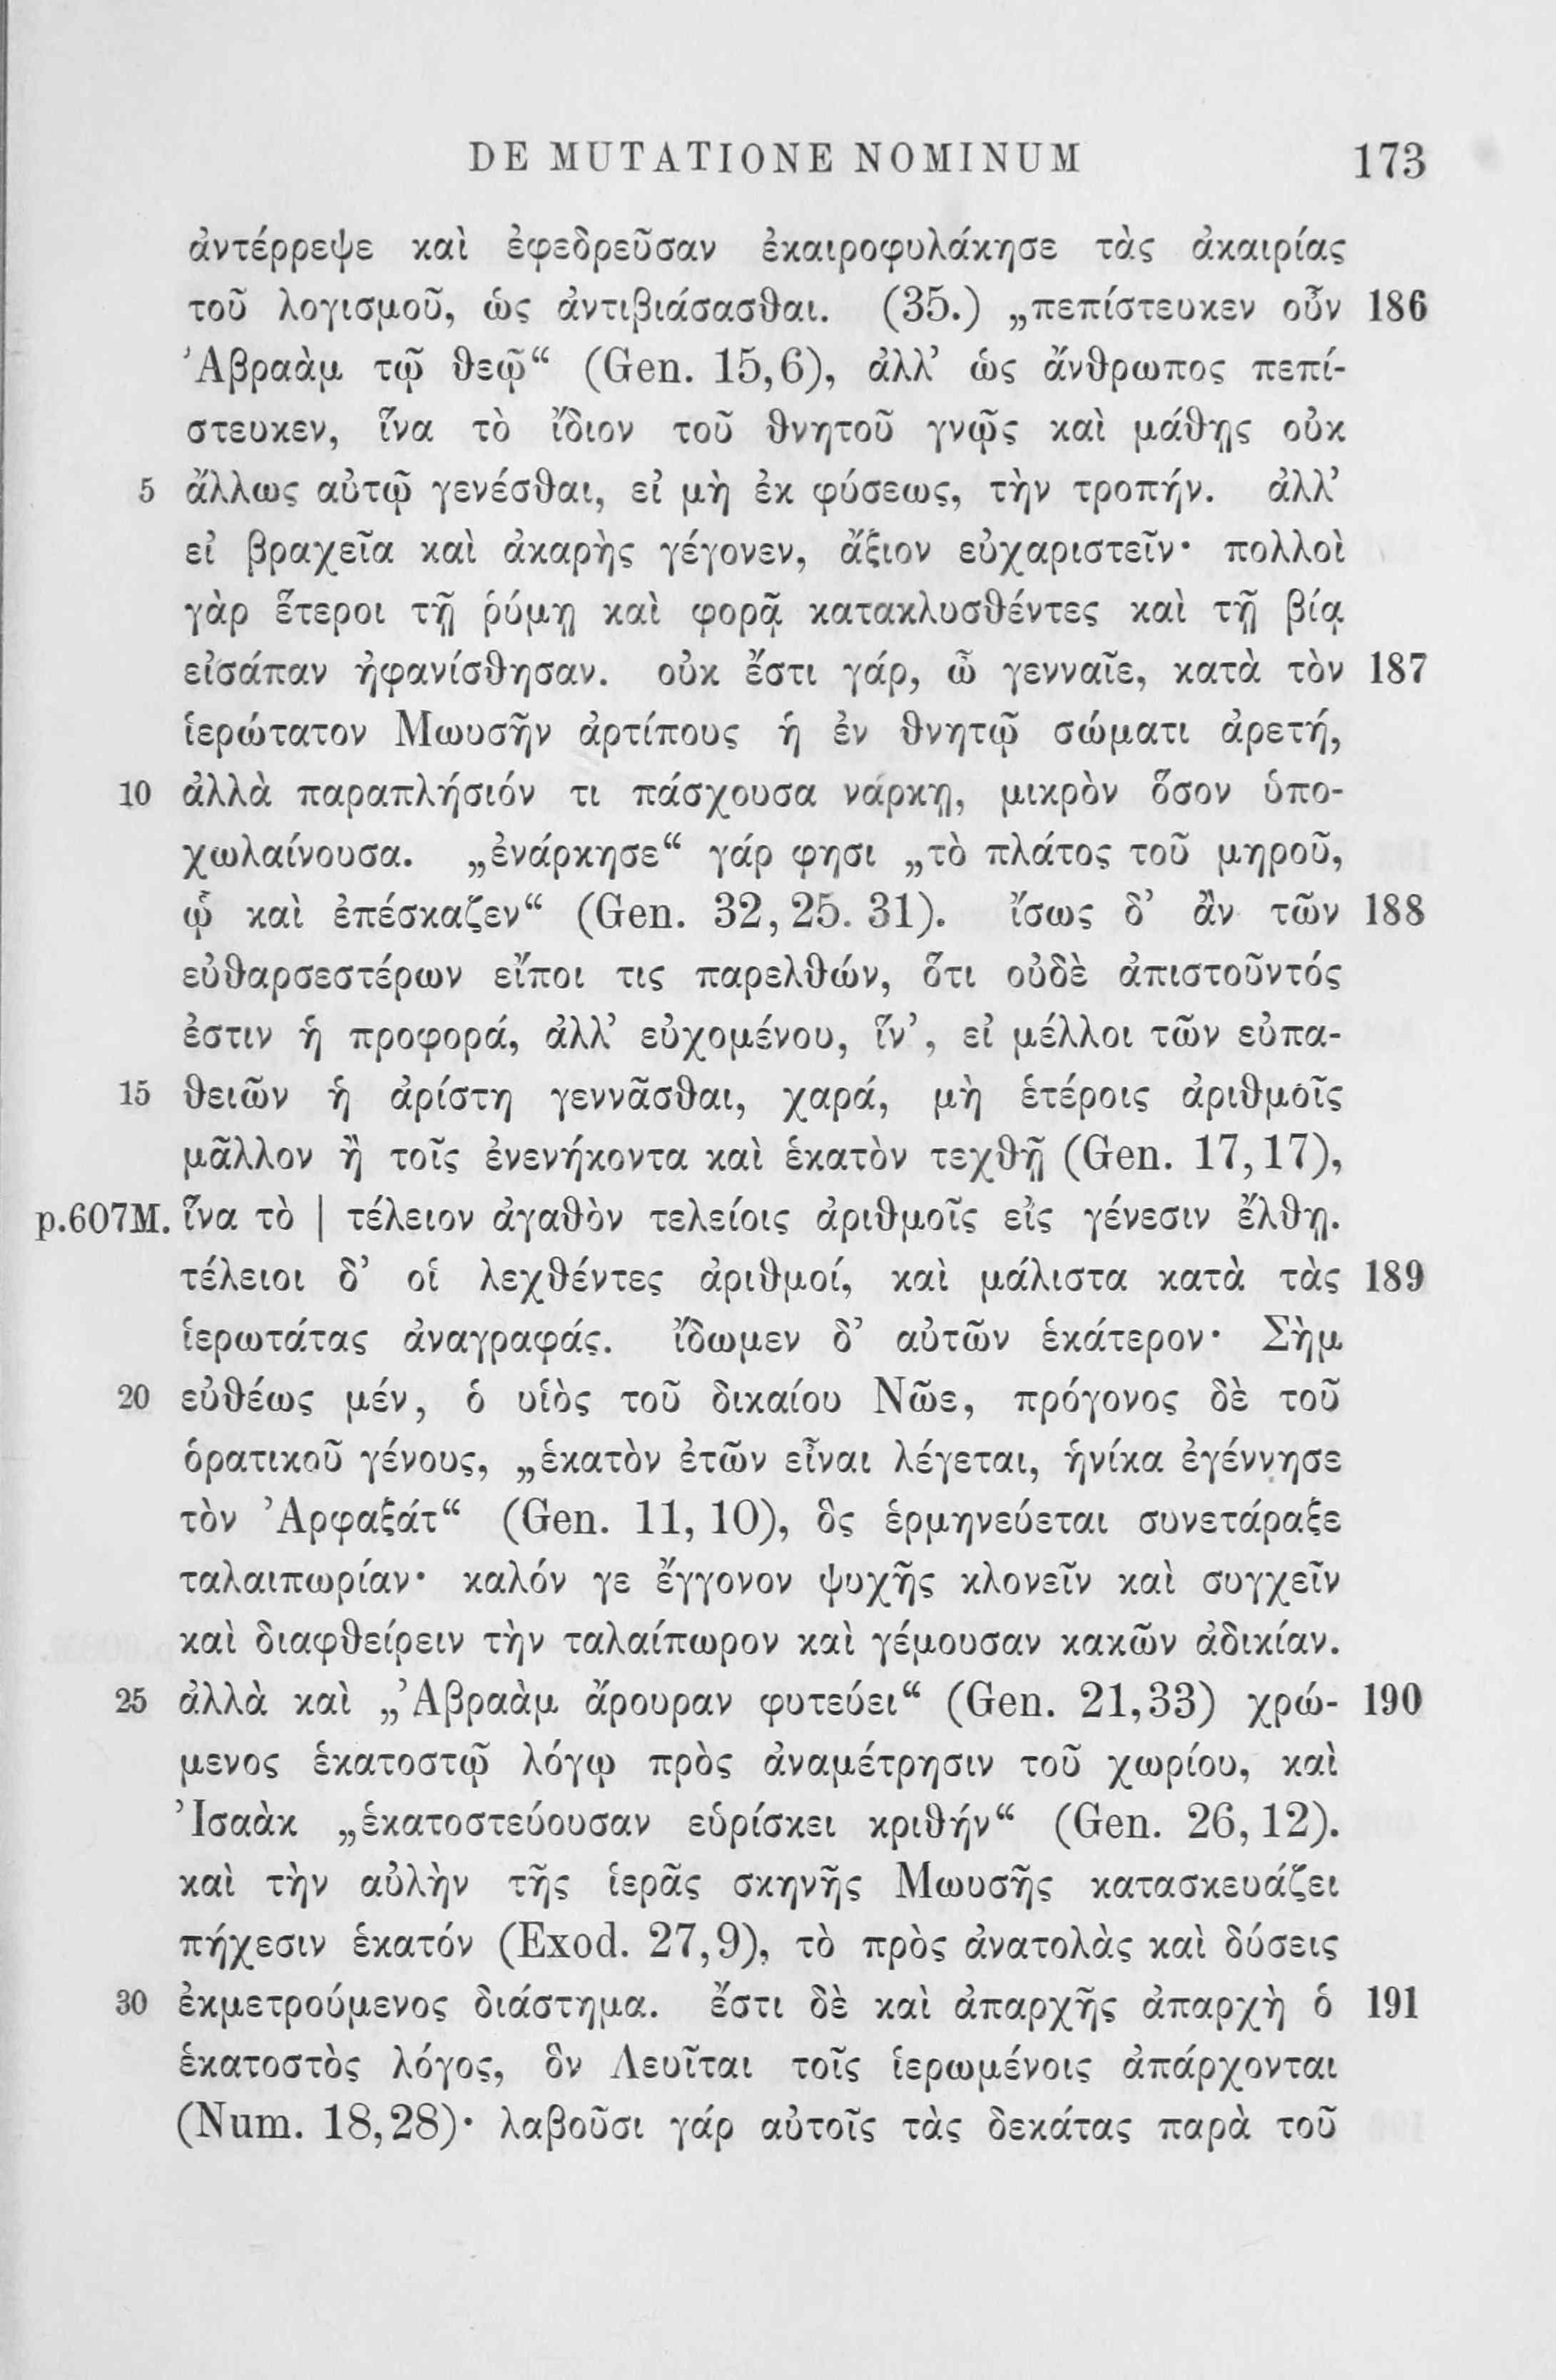 DE MUTATIONE NOMINUM 173
ἀντέρρεψε καὶ ἐφεδρεῦσαν ἐκαιροφυλάκησε τὰς ἀκαιρίας
τοῦ λογισμοῦ, ὡς ἀντιβιάσασθαι. (35.) „πεπίστευκεν οὖν 186
Ἀβραὰμ τῷ θεῷ“ (Gen. 15,6), ἀλλ’ ὡς ἄνθρωπος πεπί-
στευκεν, ἵνα τὸ ἴδιον τοῦ θνητοῦ γνῷς καὶ μάθῃς οὐκ
5 ἄλλως αὐτῷ γενέσθαι, εἰ μὴ ἐκ φύσεως, τὴν τροπήν. ἀλλ’
εἰ βραχεῖα καὶ ἀκαρὴς γέγονεν, ἄξιον εὐχαριστεῖν· πολλοὶ
γὰρ ἕτεροι τῇ ῥύμῃ καὶ φορᾷ κατακλυσθέντες καὶ τῇ βίᾳ
εἰσάπαν ἠφανίσθησαν. οὐκ ἔστι γάρ, ὦ γενναῖε, κατὰ τὸν 187
ἱερώτατον Μωυσῆν ἀρτίπους ἡ ἐν θνητῷ σώματι ἀρετή,
10 ἀλλὰ παραπλήσιόν τι πάσχουσα νάρκῃ, μικρὸν ὅσον ὑπο-
χωλαίνουσα. „ἐνάρκησε“ γάρ φησι „τὸ πλάτος τοῦ μηροῦ,
ᾧ καὶ ἐπέσκαζεν“ (Gen. 32,25. 31). ἴσως δ’ ἂν τῶν 188
εὐθαρσεστέρων εἴποι τις παρελθών, ὅτι οὐδὲ ἀπιστοῦντός
ἐστιν ἡ προφορά, ἀλλ’ εὐχομένου, ἵν’, εἰ μέλλοι τῶν εὐπα-
15 θειῶν ἡ ἀρίστη γεννᾶσθαι, χαρά, μὴ ἑτέροις ἀριθμοῖς
μᾶλλον ἢ τοῖς ἐνενήκοντα καὶ ἑκατὸν τεχθῇ (Gen. 17,17),
p.607M. ἵνα τὸ | τέλειον ἀγαθὸν τελείοις ἀριθμοῖς εἰς γένεσιν ἔλθῃ.
τέλειοι δ’ οἱ λεχθέντες ἀριθμοί, καὶ μάλιστα κατὰ τὰς 189
ἱερωτάτας ἀναγραφάς. ἴδωμεν δ’ αὐτῶν ἑκάτερον· Σὴμ
20 εὐθέως μέν, ὁ υἱὸς τοῦ δικαίου Νῶε, πρόγονος δὲ τοῦ
ὁρατικοῦ γένους, „ἑκατὸν ἐτῶν εἶναι λέγεται, ἡνίκα ἐγέννησε
τὸν Ἀρφαξάτ“ (Gen. 11, 10), ὃς ἑρμηνεύεται συνετάραξε
ταλαιπωρίαν· καλόν γε ἔγγονον ψυχῆς κλονεῖν καὶ συγχεῖν
καὶ διαφθείρειν τὴν ταλαίπωρον καὶ γέμουσαν κακῶν ἀδικίαν.
25 ἀλλὰ καὶ „Ἀβραὰμ ἄρουραν φυτεύει“ (Gen. 21,33) χρώ- 190
μενος ἑκατοστῷ λόγῳ πρὸς ἀναμέτρησιν τοῦ χωρίου, καὶ
Ἰσαὰκ „ἑκατοστεύουσαν εὑρίσκει κριθήν“ (Gen. 26, 12).
καὶ τὴν αὐλὴν τῆς ἱερᾶς σκηνῆς Μωυσῆς κατασκευάζει
πήχεσιν ἑκατόν (Exod. 27,9), τὸ πρὸς ἀνατολὰς καὶ δύσεις
30 ἐκμετρούμενος διάστημα. ἔστι δὲ καὶ ἀπαρχῆς ἀπαρχὴ ὁ 191
ἑκατοστὸς λόγος, ὃν Λευῖται τοῖς ἱερωμένοις ἀπάρχονται
(Num. 18,28)· λαβοῦσι γάρ αὐτοῖς τὰς δεκάτας παρὰ τοῦ